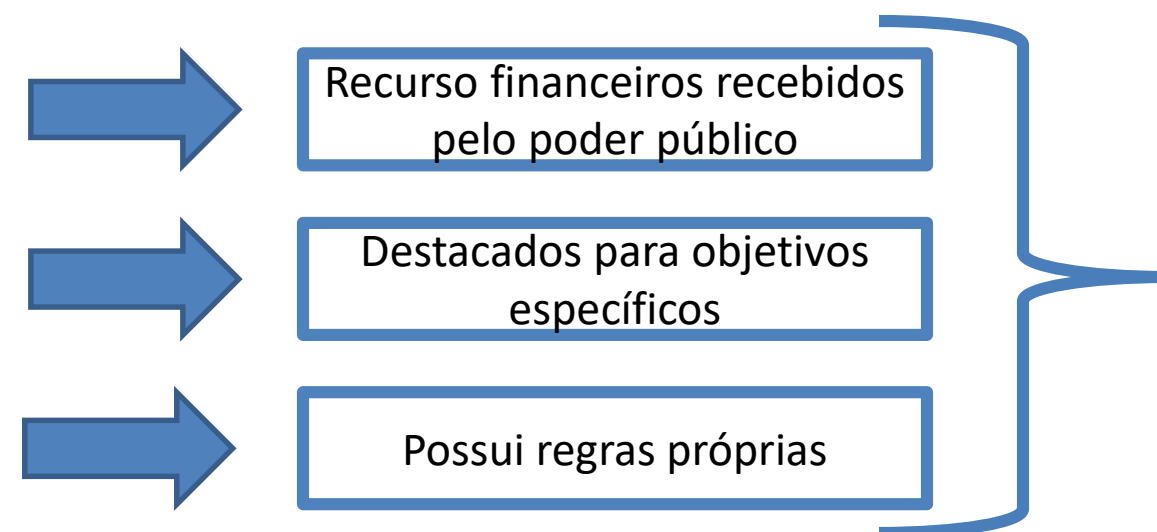 Recurso financeiros recebidos
pelo poder público
Destacados para objetivos
específicos
Possui regras próprias